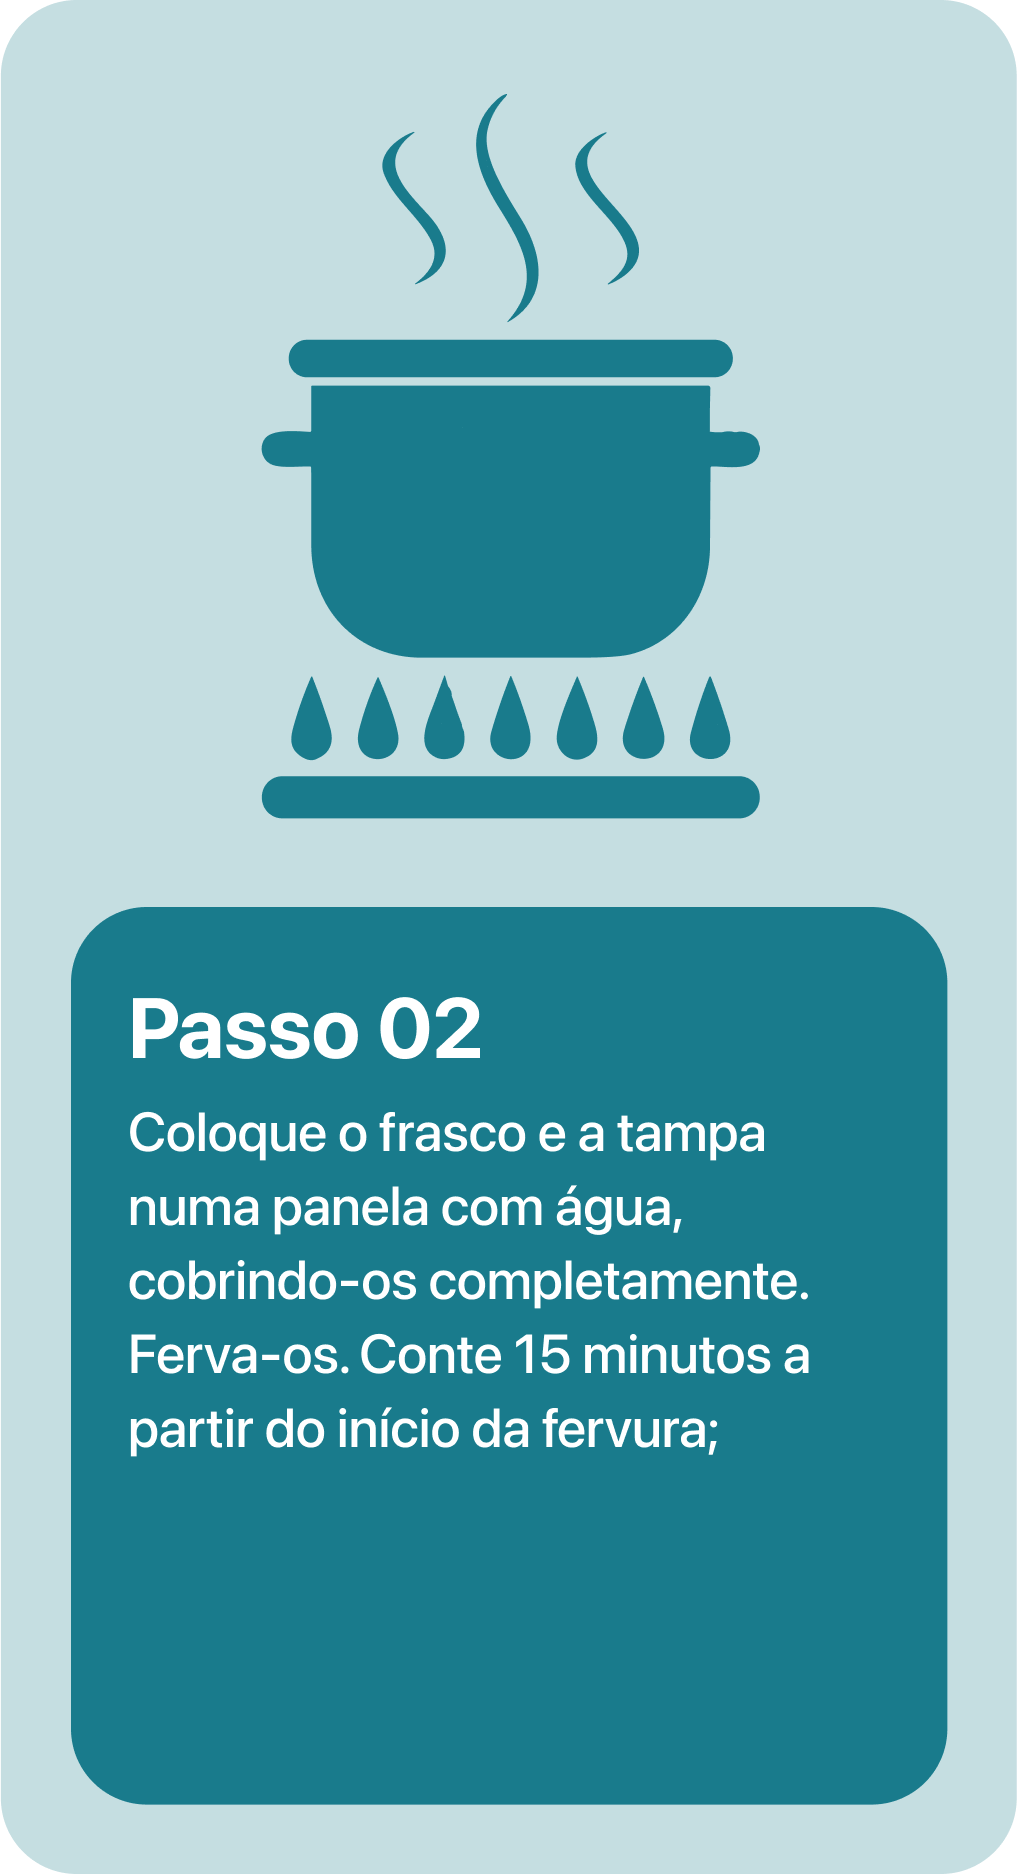 Passo 02
Coloque o frasco e a tampa
numa panela com água,
cobrindo-os completamente.
Ferva-os. Conte 15 minutos a
partir do início da fervura;